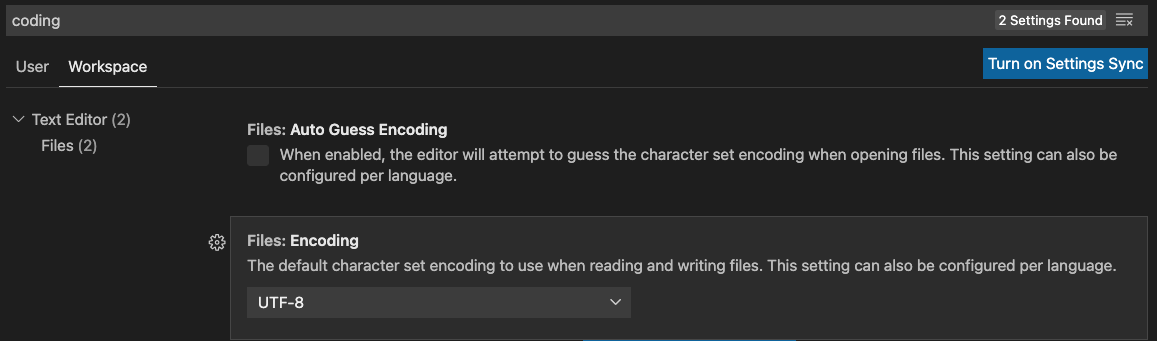 coding
2 Settings Found
User
Workspace
Turn on Settings Sync
Text Editor (2)
Files (2)
Files: Auto Guess Encoding
When enabled, the editor will attempt to guess the character set encoding when opening files. This setting can also be
configured per language.
Files: Encoding
The default character set encoding to use when reading and writing files. This setting can also be configured per language.
UTF-8